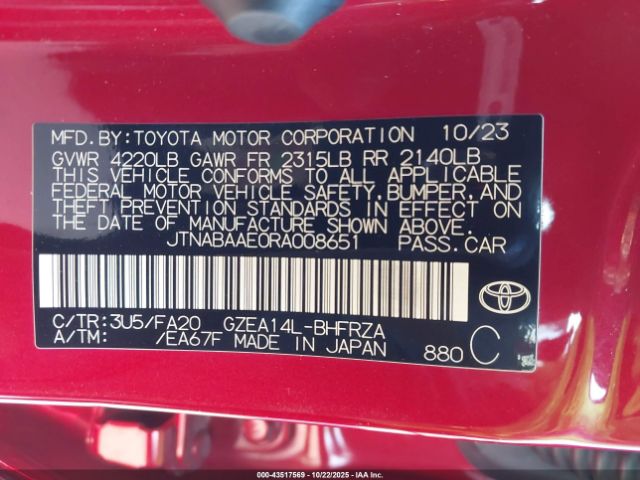 MFD.BY:TOYOTA MOTOR CORPORATION 10/23
GVWR 4220LB GAWR FR 2315LB RR 2140LB
THIS VEHICLE CONFORMS TO ALL APPLICABLE
FEDERAL MOTOR VEHICLE SAFETY, BUMPER, AND
THEFT PREVENTION STANDARDS IN EFFECT ON
THE DATE OF MANUFACTURE SHOWN ABOVE.
JTNABAAE0RA008651 PASS.CAR
C/TR:3U5/FA20 GZEA14L-BHFRZA
A/TM: /EA67F MADE IN JAPAN 880 C
000-43517569 - 10/22/2025 - IAAI, Inc.